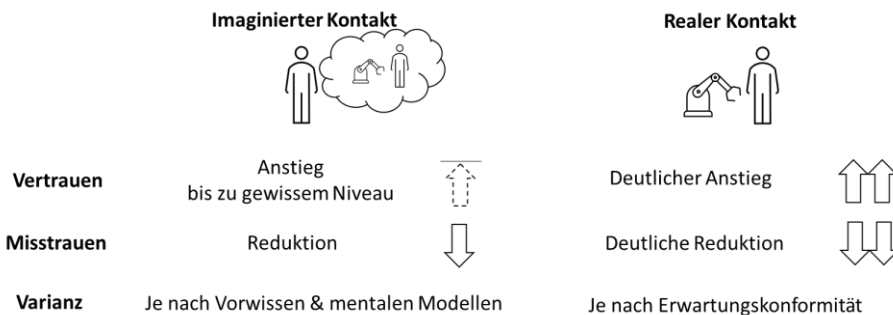 Imaginierter Kontakt
Realer Kontakt
Vertrauen
Anstieg
bis zu gewissem Niveau
Deutlicher Anstieg
Misstrauen
Reduktion
Deutliche Reduktion
Varianz
Je nach Vorwissen & mentalen Modellen
Je nach Erwartungskonformität